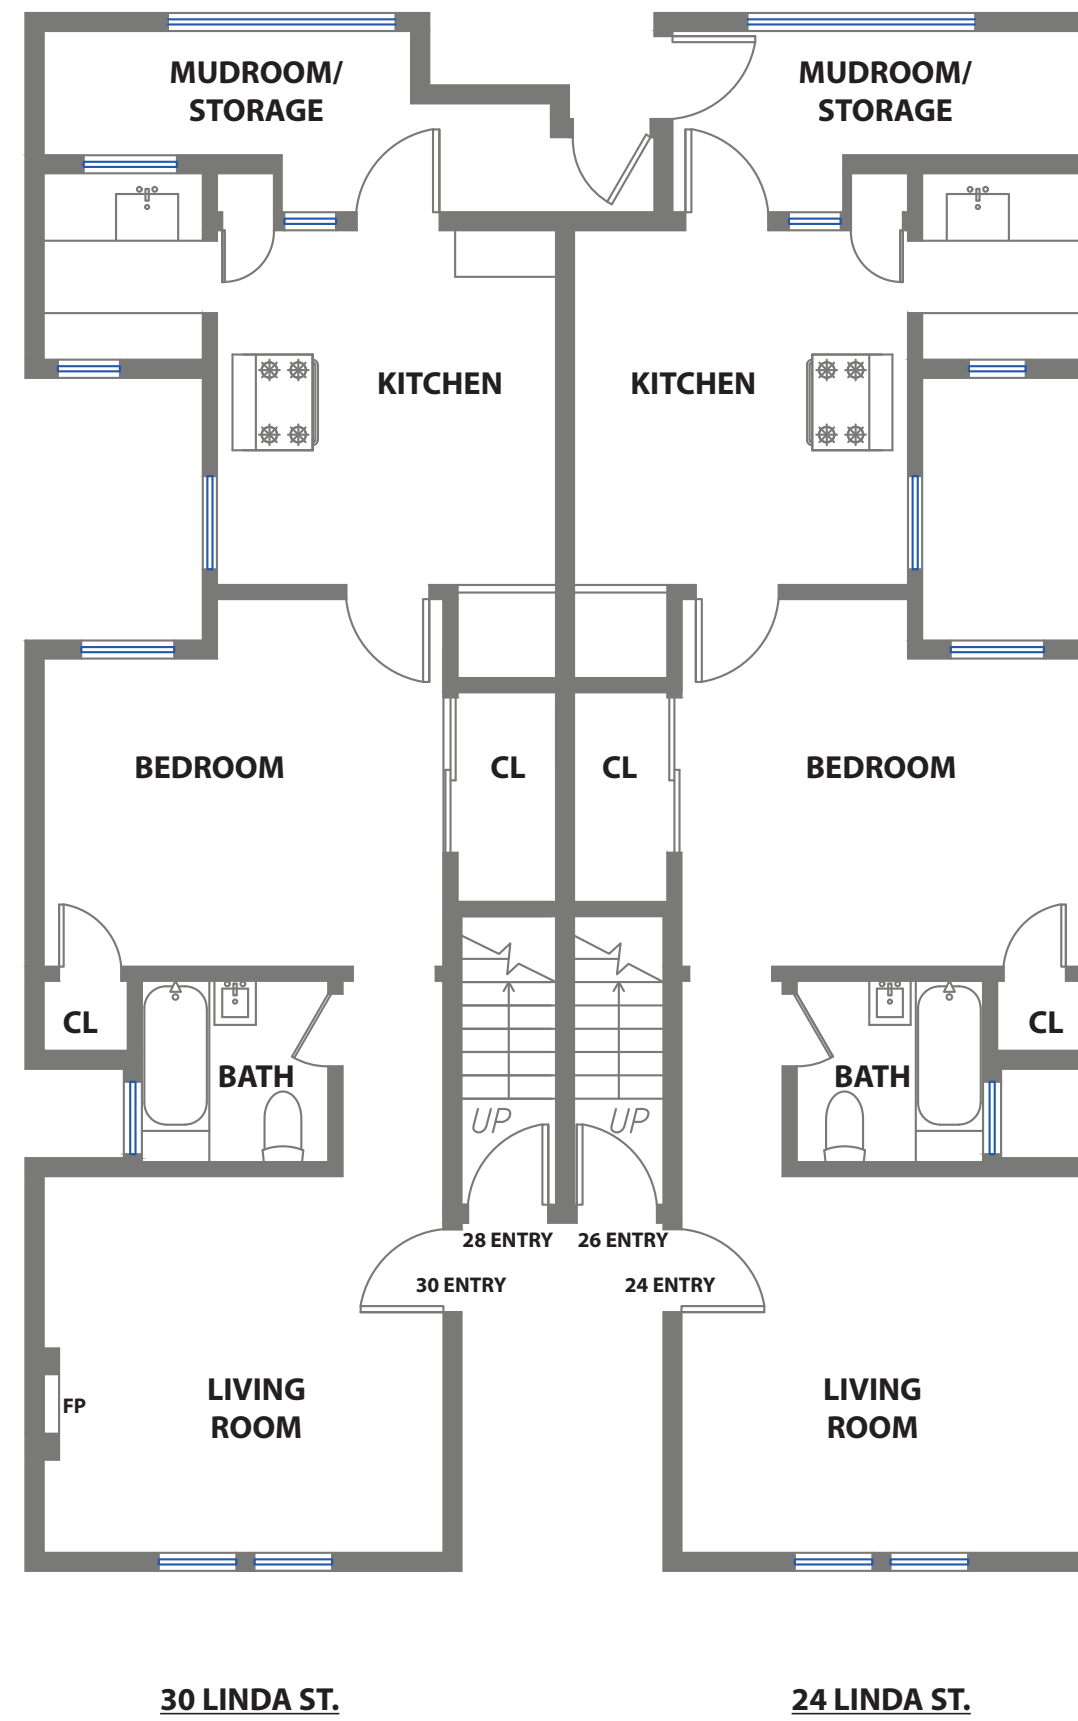 MUDROOM/
STORAGE
MUDROOM/
STORAGE
KITCHEN
KITCHEN
BEDROOM
CL
CL
BEDROOM
CL
BATH
BATH
CL
UP
UP
28 ENTRY
26 ENTRY
30 ENTRY
24 ENTRY
LIVING
ROOM
FP
LIVING
ROOM
30 LINDA ST.
24 LINDA ST.